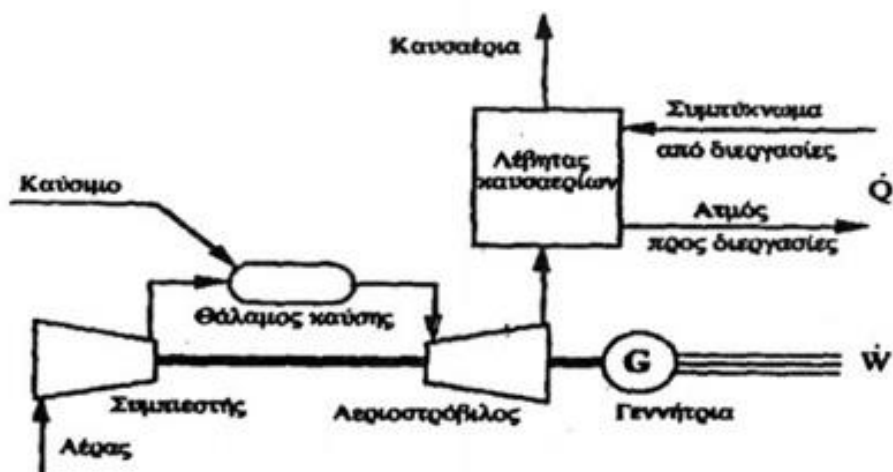 Καυσαέρια
Συμπύκνωμα
από διεργασίες
Λέβητας
καυσαερίων
Q̇
Καύσιμο
Ατμός
προς διεργασίες
Θάλαμος καύσης
G
Ẇ
Συμπιεστής
Αεριοστρόβιλος
Γεννήτρια
Αέρας